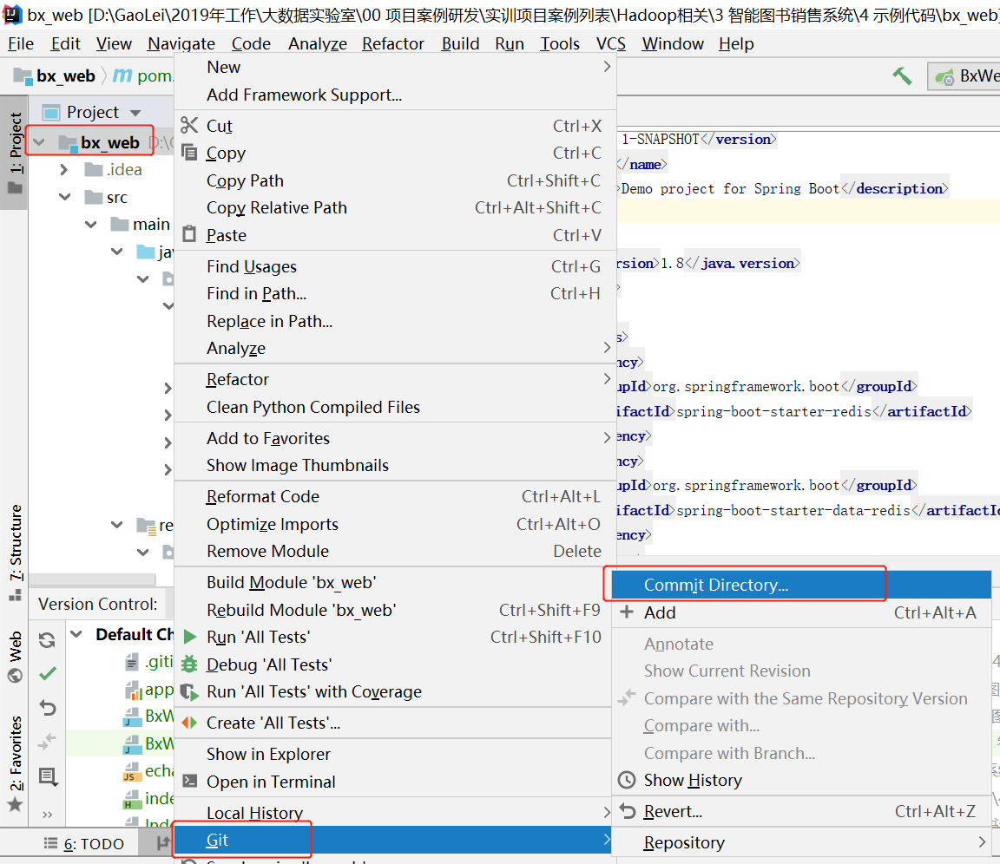 bx_web [D:\GaoLei\2019年工作\大数据实验室\00 项目案例研发\实训项目案例列表\Hadoop相关\3 智能图书销售系统\4 示例代码\bx_web]
File Edit View Navigate Code Analyze Refactor Build Run Tools VCS Window Help
bx_web m pom.
BxWe
1: Project
Project
bx_web D:\G
.idea
src
main
jav
re
New
Add Framework Support...
Cut Ctrl+X
Copy Ctrl+C
Copy Path Ctrl+Shift+C
Copy Relative Path Ctrl+Alt+Shift+C
Paste Ctrl+V
Find Usages Ctrl+G
Find in Path... Ctrl+H
Replace in Path...
Analyze
Refactor
Clean Python Compiled Files
Add to Favorites
Show Image Thumbnails
Reformat Code Ctrl+Alt+L
Optimize Imports Ctrl+Alt+O
Remove Module Delete
Build Module 'bx_web'
Rebuild Module 'bx_web' Ctrl+Shift+F9
Run 'All Tests' Ctrl+Shift+F10
Debug 'All Tests'
Run 'All Tests' with Coverage
Create 'All Tests'...
Show in Explorer
Open in Terminal
Local History
Git
1-SNAPSHOT</version>
</name>
>Demo project for Spring Boot</description>
rsion>1.8</java.version>
>
s>
ncy>
upId>org.springframework.boot</groupId>
ifactId>spring-boot-starter-redis</artifactId>
ency>
ncy>
upId>org.springframework.boot</groupId>
ifactId>spring-boot-starter-data-redis</artifactId
ency>
Commit Directory...
Add Ctrl+Alt+A
Annotate
Show Current Revision
Compare with the Same Repository Version
Compare with...
Compare with Branch...
Show History
Revert... Ctrl+Alt+Z
Repository
7: Structure
Web
2: Favorites
Version Control:
Default Ch
.giti
app
BxW
BxW
echa
inde
Ind
6: TODO